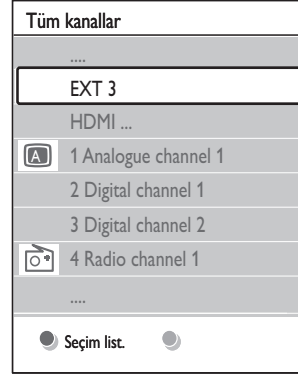 Tüm kanallar
....
EXT 3
HDMI ...
A 1 Analogue channel 1
2 Digital channel 1
3 Digital channel 2
4 Radio channel 1
....
Seçim list.